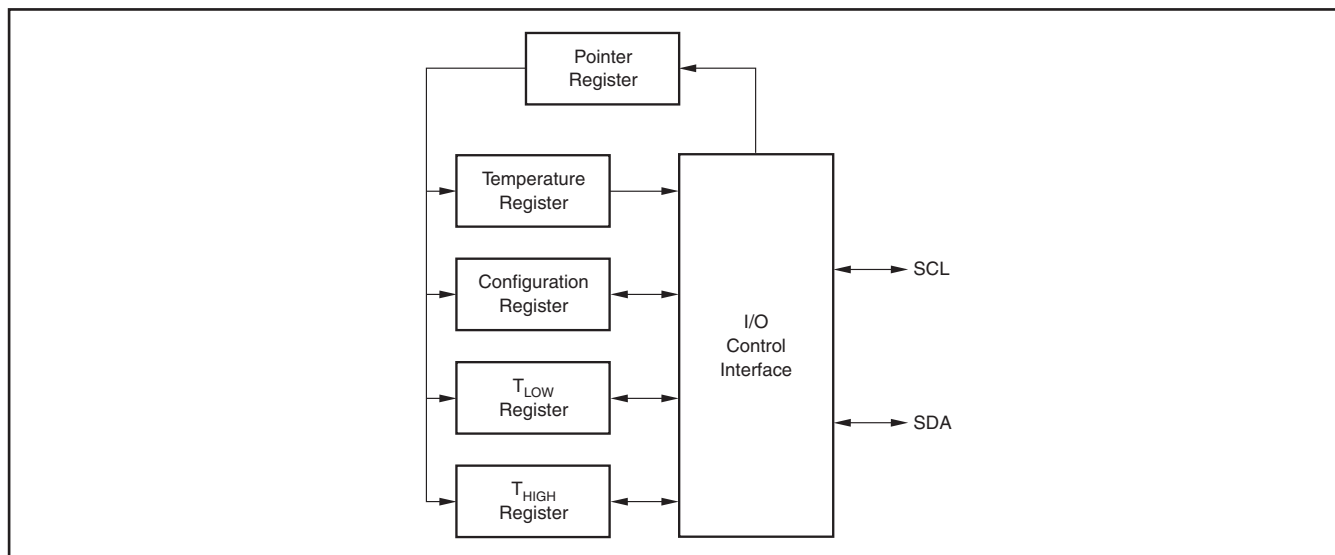 Pointer
Register
Temperature
Register
Configuration
Register
T_LOW
Register
T_HIGH
Register
I/O
Control
Interface
SCL
SDA